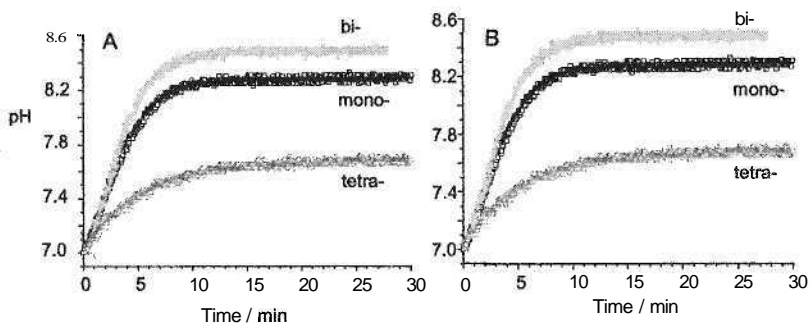 A
8.6
8.2
7.8
7.4
7.0
pH
bi-
mono-
tetra-
0 5 10 15 20 25 30
Time / min
B
8.6
8.2
7.8
7.4
7.0
bi-
mono-
tetra-
0 5 10 15 20 25 30
Time / min